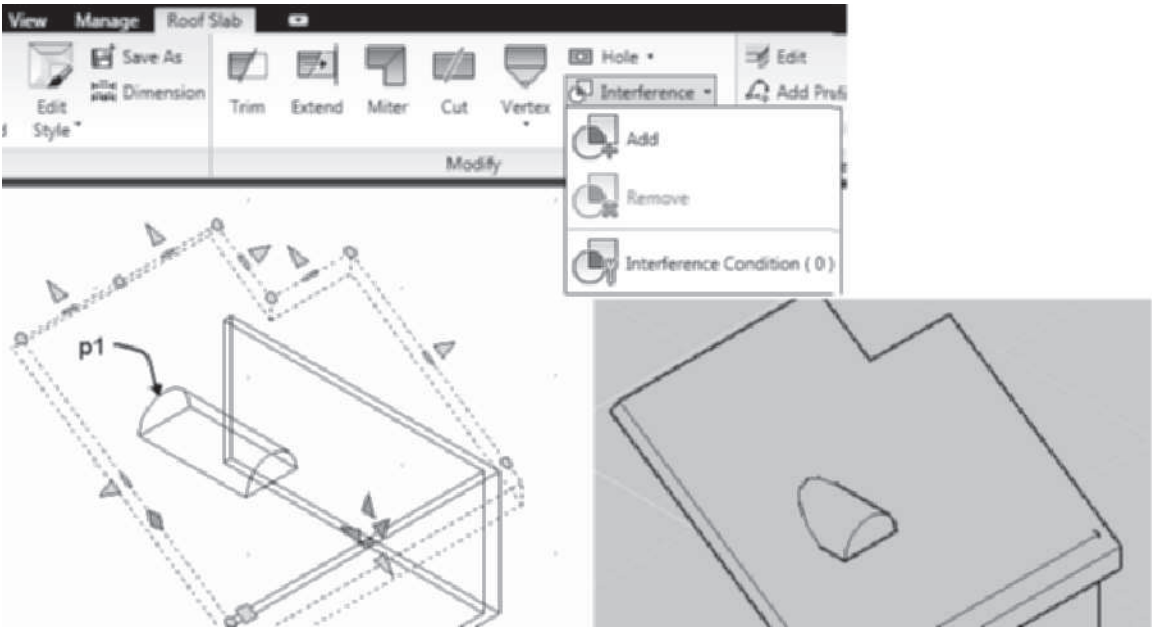 View Manage Roof Slab
Save As
Dimension
Edit
Style
Trim Extend Miter Cut Vertex
Hole
Interference
Edit
Add
Modify
Add
Remove
Interference Condition ( 0 )
p1